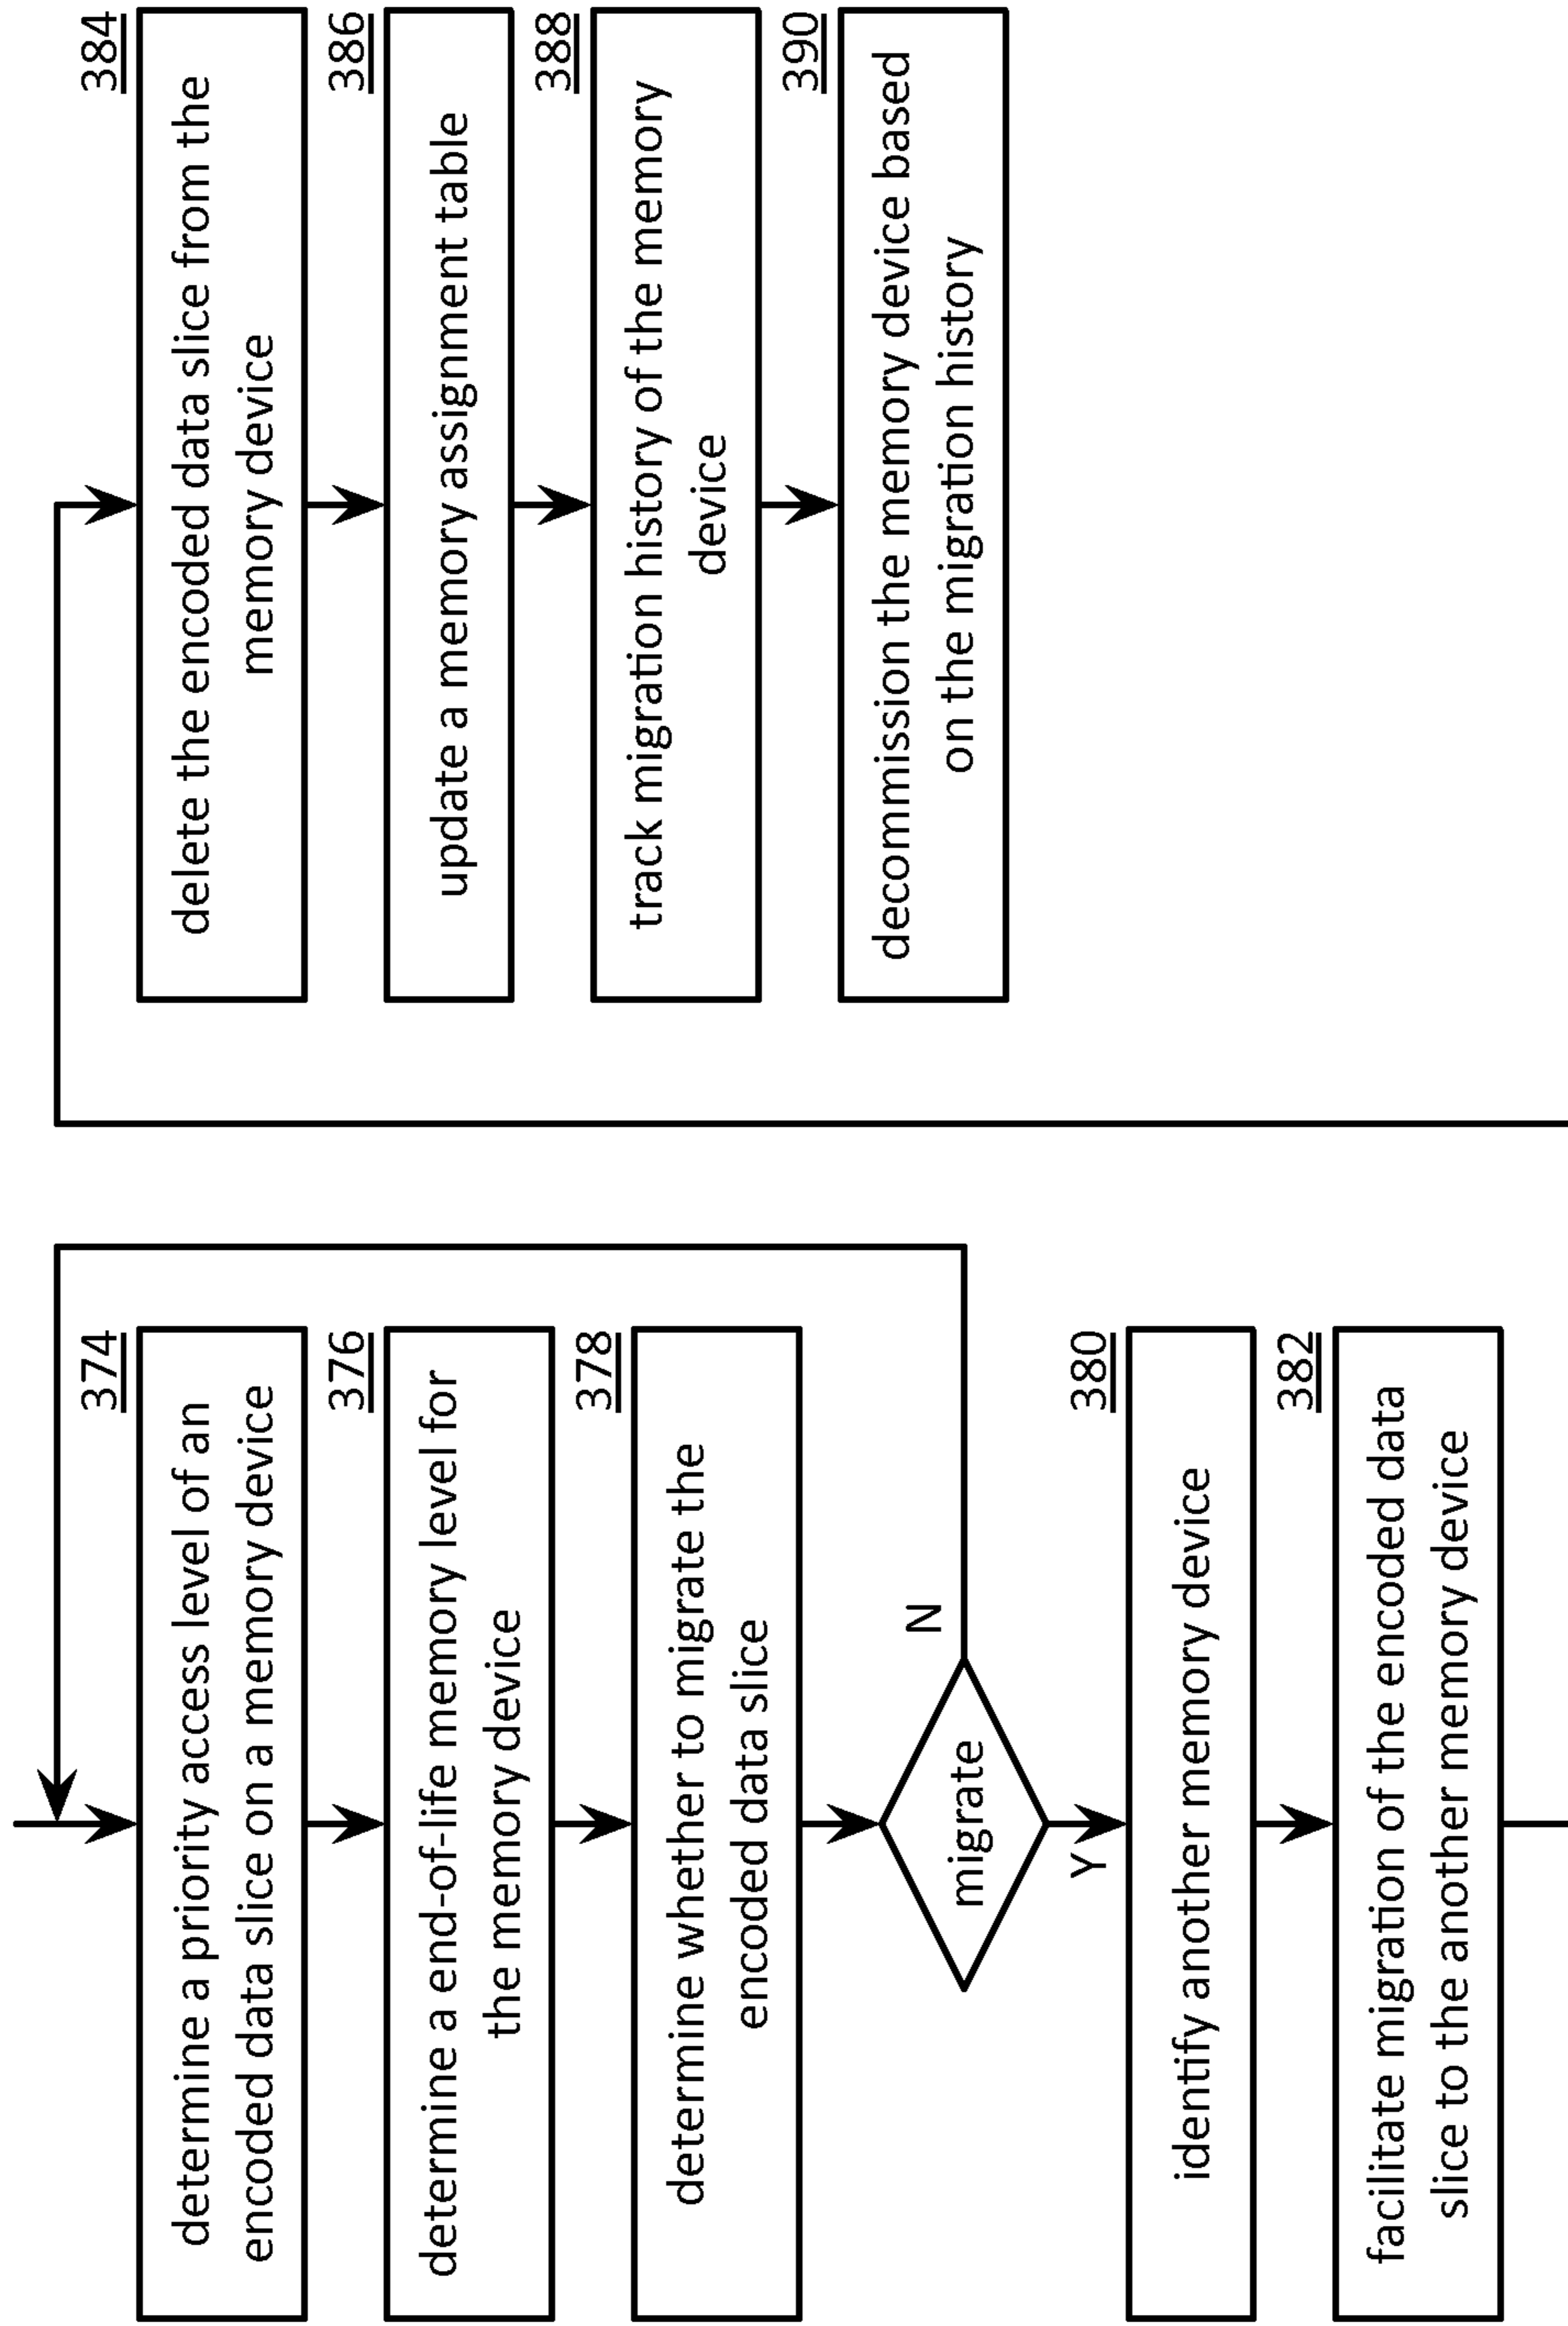 374
determine a priority access level of an
encoded data slice on a memory device
376
determine a end-of-life memory level for
the memory device
378
determine whether to migrate the
encoded data slice
migrate
N
Y
380
identify another memory device
382
facilitate migration of the encoded data
slice to the another memory device
384
delete the encoded data slice from the
memory device
386
update a memory assignment table
388
track migration history of the memory
device
390
decommission the memory device based
on the migration history